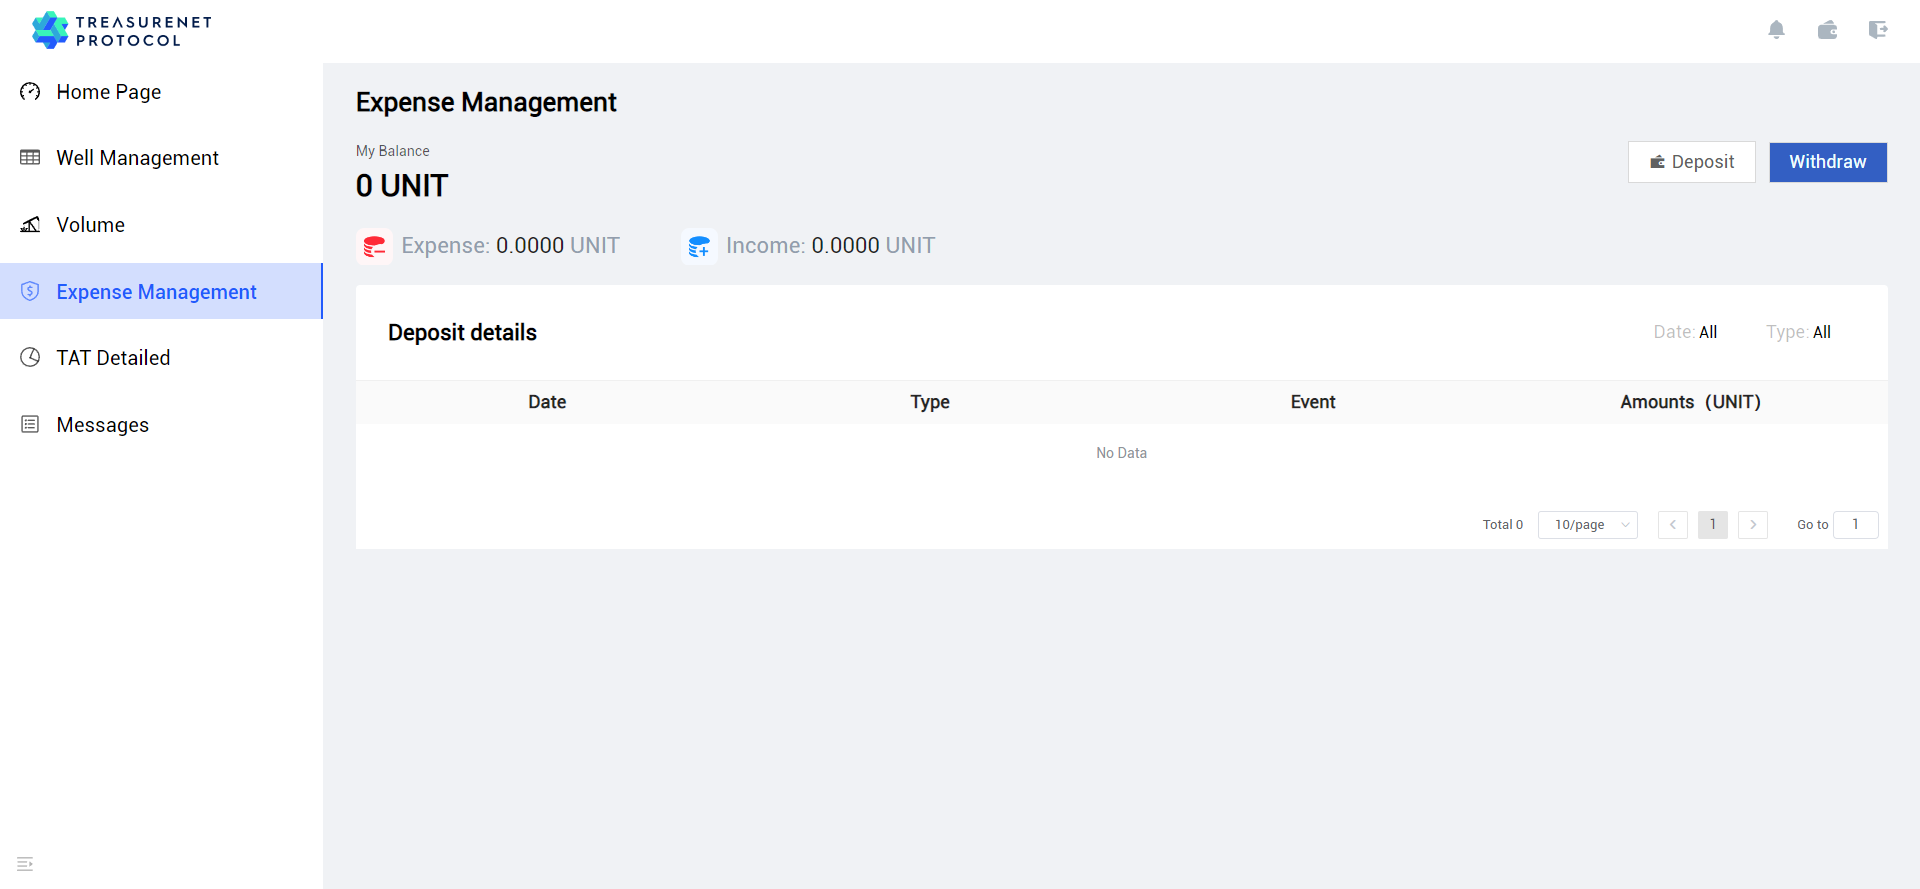 TREASURENET
PROTOCOL
Home Page
Well Management
Volume
Expense Management
TAT Detailed
Messages
Expense Management
My Balance
0 UNIT
Deposit
Withdraw
Expense: 0.0000 UNIT
Income: 0.0000 UNIT
Deposit details
Date: All
Type: All
Date Type Event Amounts（UNIT）
No Data
Total 0 10/page 1 Go to 1